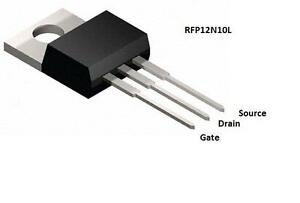 RFP12N10L
Source
Drain
Gate